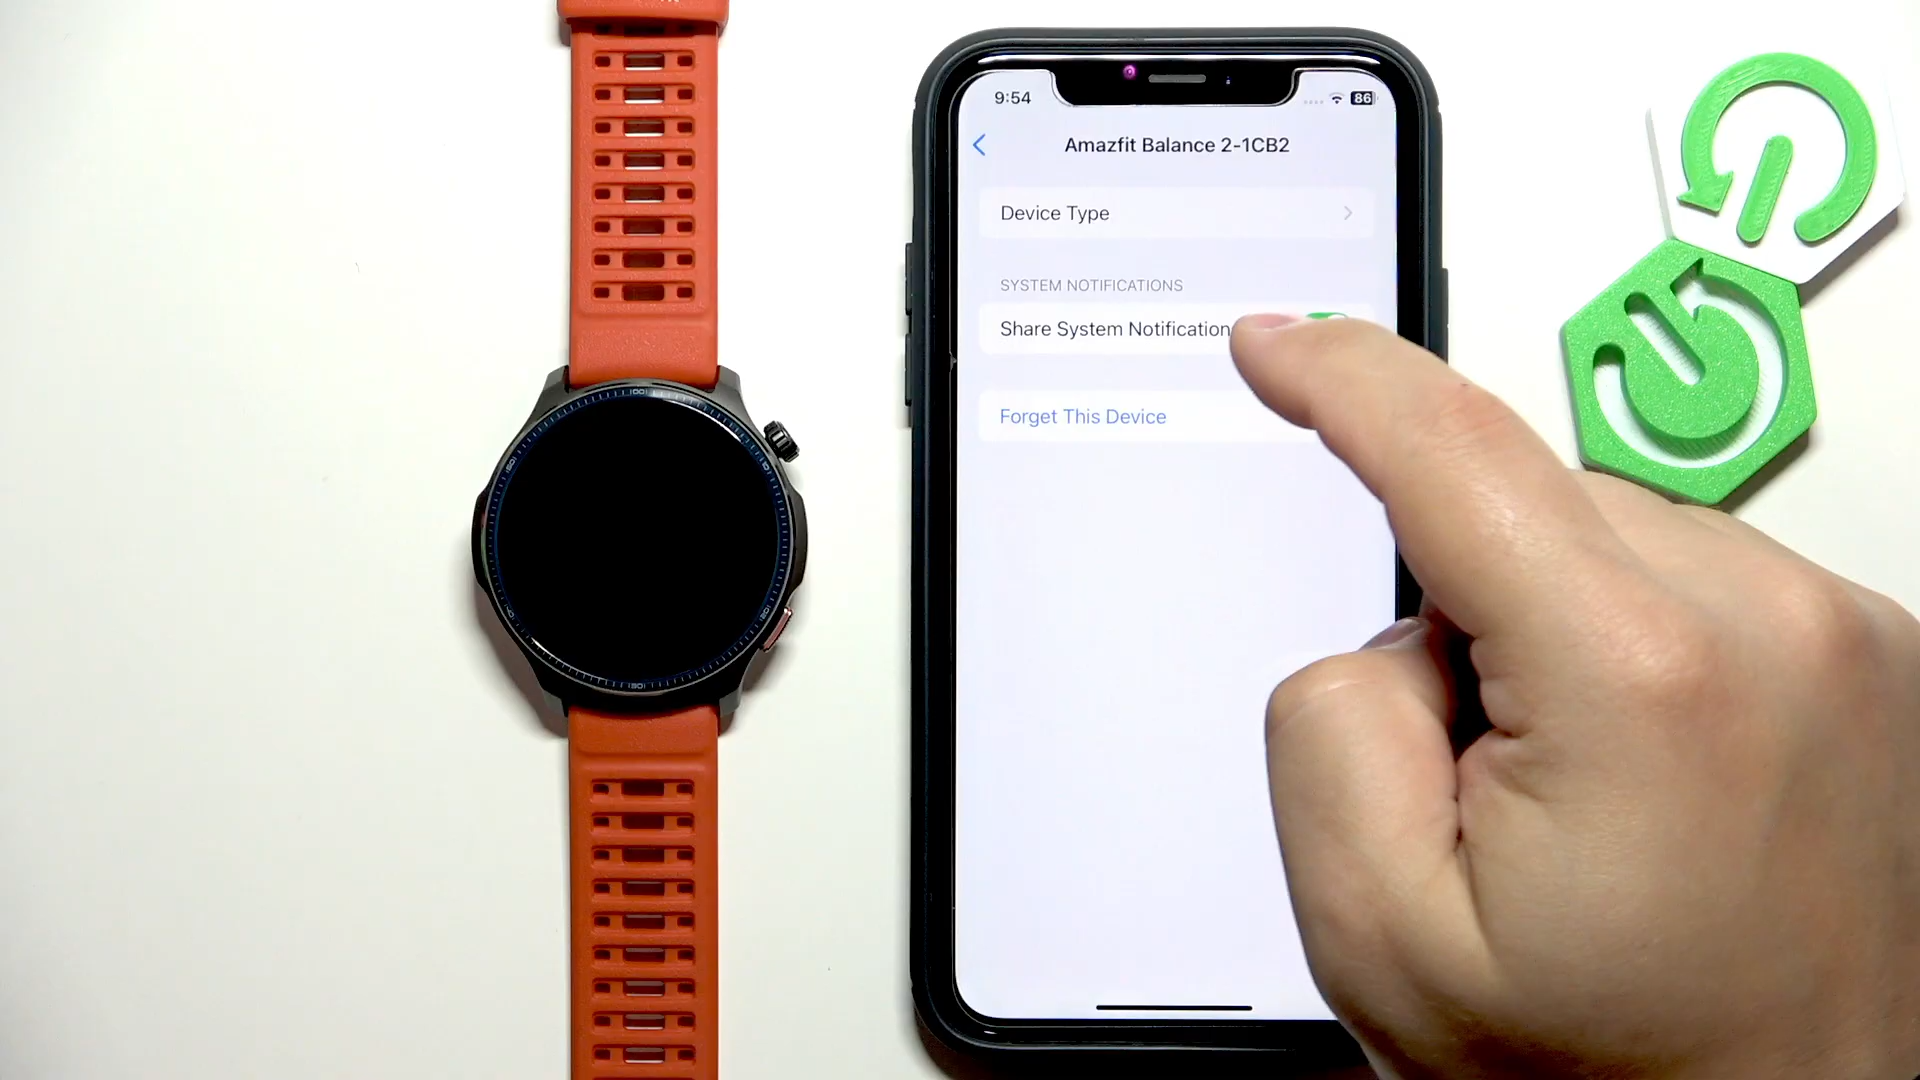 9:54
86
Amazfit Balance 2-1CB2
Device Type
SYSTEM NOTIFICATIONS
Share System Notification
Forget This Device